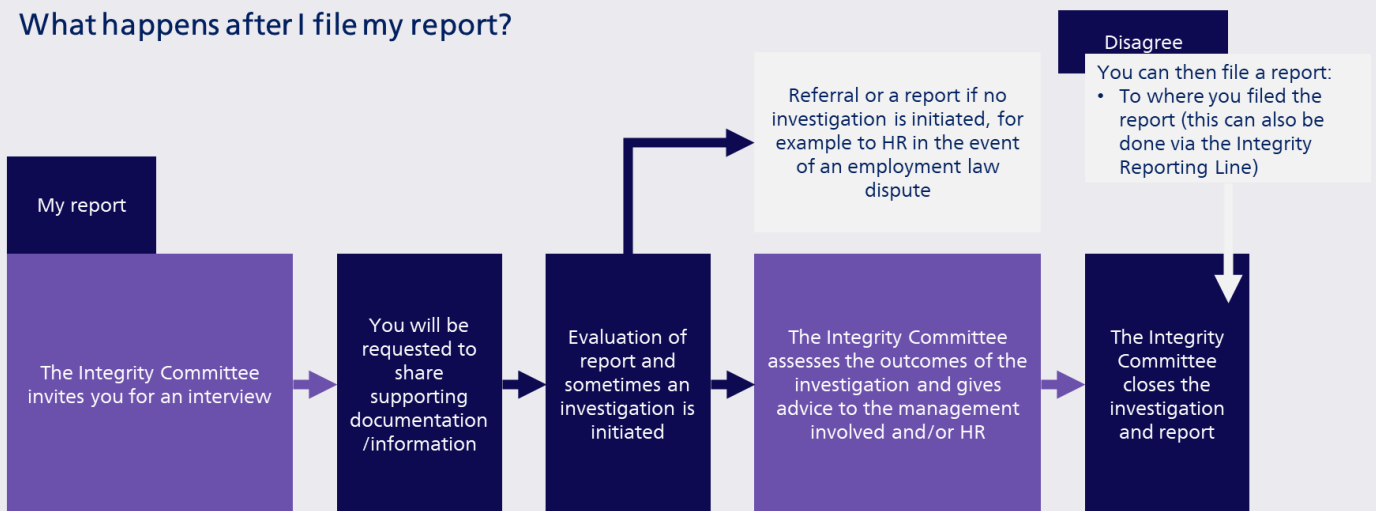 What happens after I file my report?
My report
The Integrity Committee
invites you for an interview
You will be
requested to
share
supporting
documentation
/information
Evaluation of
report and
sometimes an
investigation is
initiated
Referral or a report if no
investigation is initiated, for
example to HR in the event
of an employment law
dispute
The Integrity Committee
assesses the outcomes of the
investigation and gives
advice to the management
involved and/or HR
Disagree
You can then file a report:
• To where you filed the
report (this can also be
done via the Integrity
Reporting Line)
The Integrity
Committee
closes the
investigation
and report